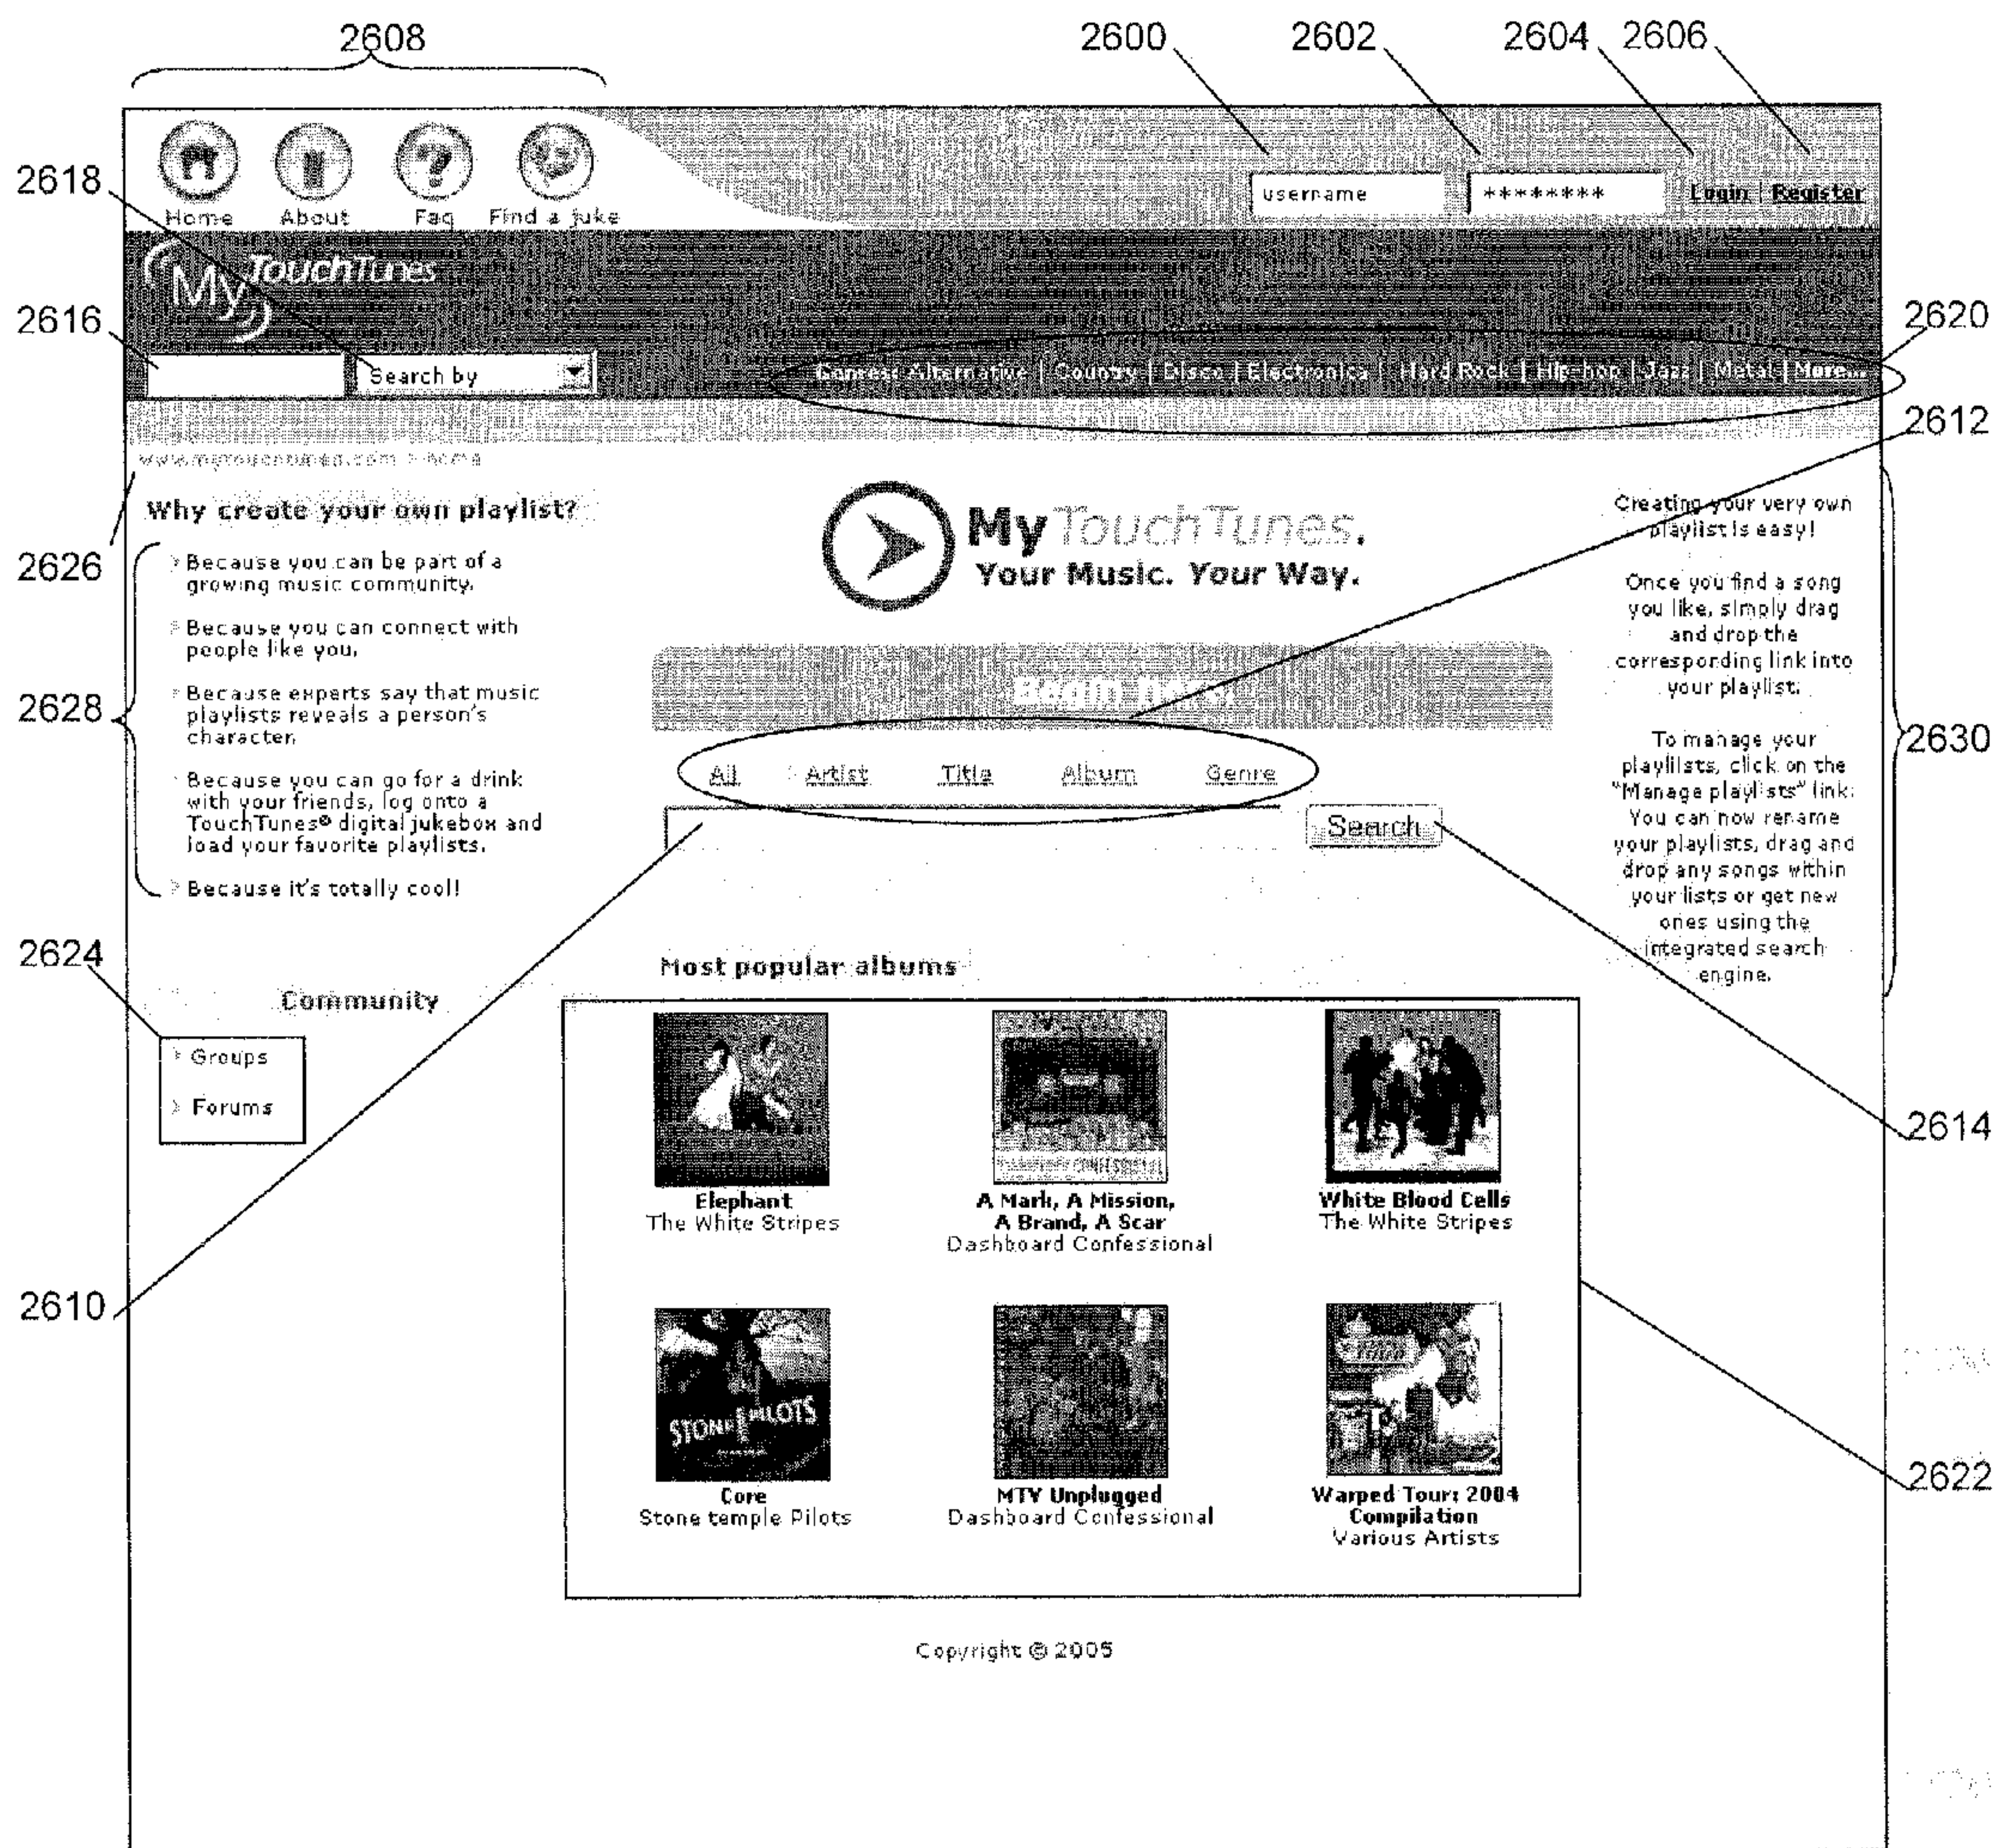 2608
2600
2602
2604
2606
2618
2616
2620
2612
2626
2628
2630
2624
2610
2614
2622
Home
About
Faq
Find a juke
username
********
Login | Register
My TouchTunes
Search by
Genres: Alternative | Country | Disco | Electronica | Hard Rock | Hip-hop | Jazz | Metal | More...
www.mytouchtunes.com > home
Why create your own playlist?
Because you can be part of a
growing music community.
Because you can connect with
people like you.
Because experts say that music
playlists reveals a person's
character.
Because you can go for a drink
with your friends, log onto a
TouchTunes® digital jukebox and
load your favorite playlists.
Because it's totally cool!
Community
Groups
Forums
My TouchTunes.
Your Music. Your Way.
Begin
All
Artist
Title
Album
Genre
Search
Most popular albums
Elephant
The White Stripes
A Mark, A Mission,
A Brand, A Scar
Dashboard Confessional
White Blood Cells
The White Stripes
STONE PILOTS
Core
Stone temple Pilots
MTV Unplugged
Dashboard Confessional
Warped Tour: 2004
Compilation
Various Artists
Creating your very own
playlist is easy!
Once you find a song
you like, simply drag
and drop the
corresponding link into
your playlist.
To manage your
playlists, click on the
"Manage playlists" link.
You can now rename
your playlists, drag and
drop any songs within
your lists or get new
ones using the
integrated search
engine.
Copyright © 2005